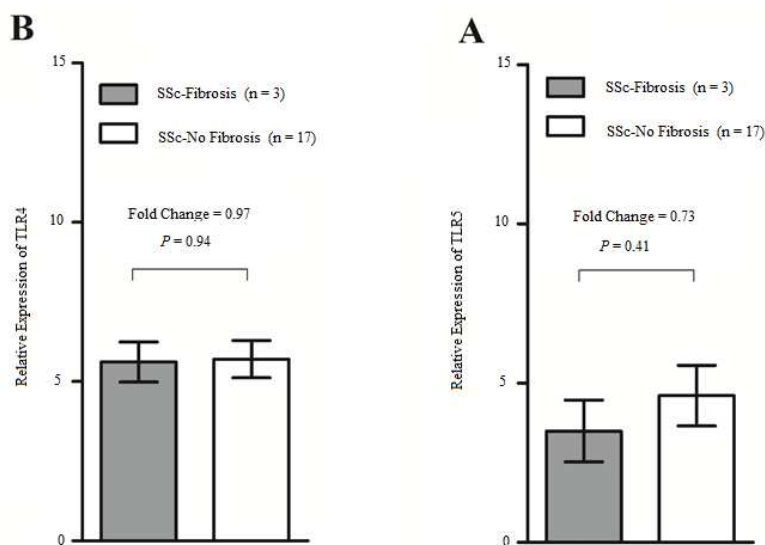 B
15
SSc-Fibrosis (n = 3)
SSc-No Fibrosis (n = 17)
10
Fold Change = 0.97
P = 0.94
5
0
Relative Expression of TLR4
A
15
SSc-Fibrosis (n = 3)
SSc-No Fibrosis (n = 17)
10
Fold Change = 0.73
P = 0.41
5
0
Relative Expression of TLR5